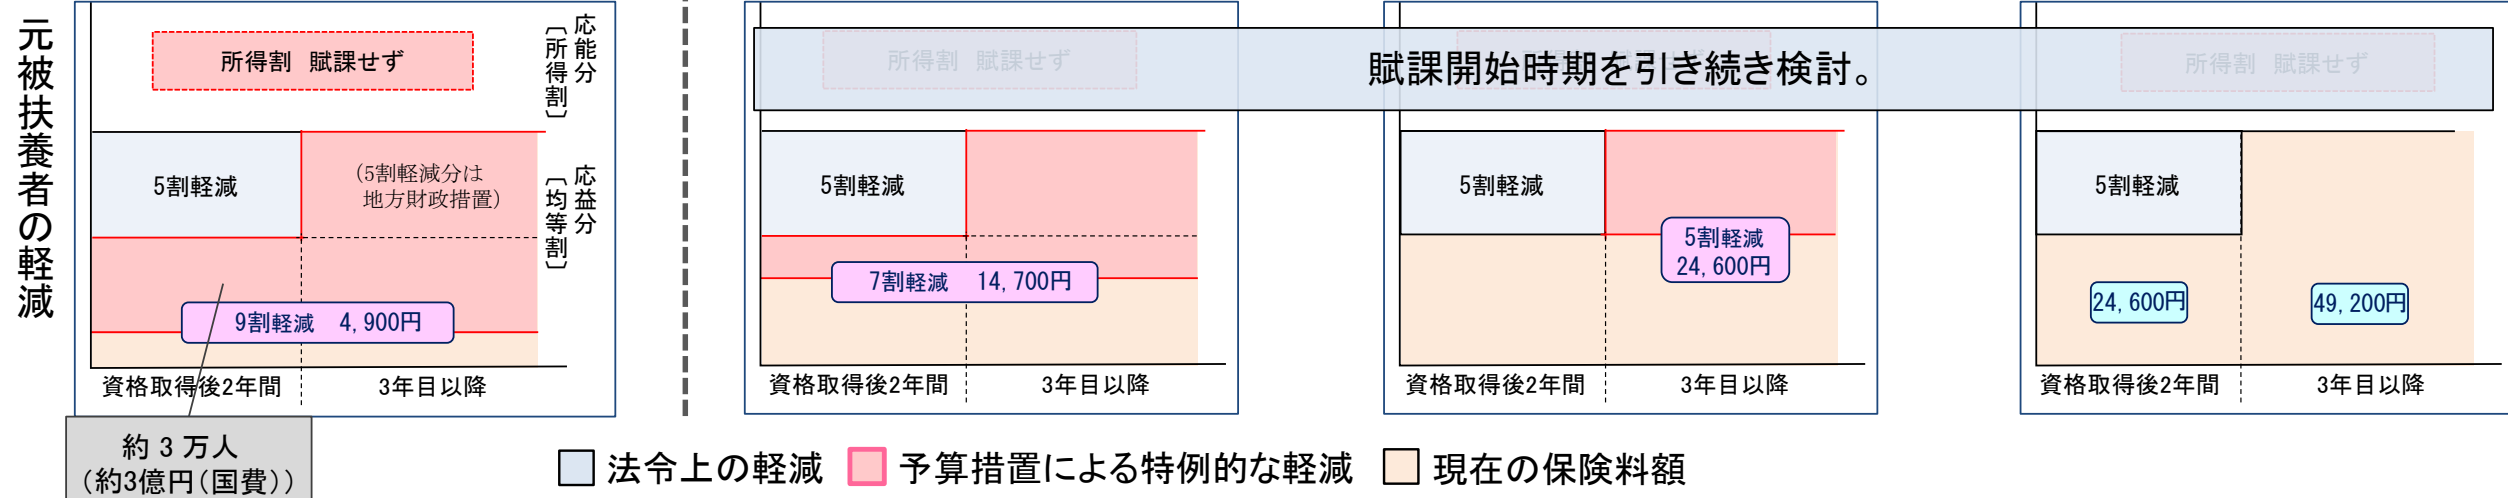 元被扶養者の軽減
所得割　賦課せず
応能分
〔所得割〕
5割軽減
（5割軽減分は
地方財政措置）
応益分
〔均等割〕
9割軽減　4,900円
資格取得後2年間
3年目以降
約３万人
（約3億円（国費））
賦課開始時期を引き続き検討。
所得割　賦課せず
5割軽減
7割軽減　14,700円
資格取得後2年間
3年目以降
5割軽減
5割軽減
24,600円
資格取得後2年間
3年目以降
所得割　賦課せず
5割軽減
24,600円
49,200円
資格取得後2年間
3年目以降
法令上の軽減
予算措置による特例的な軽減
現在の保険料額